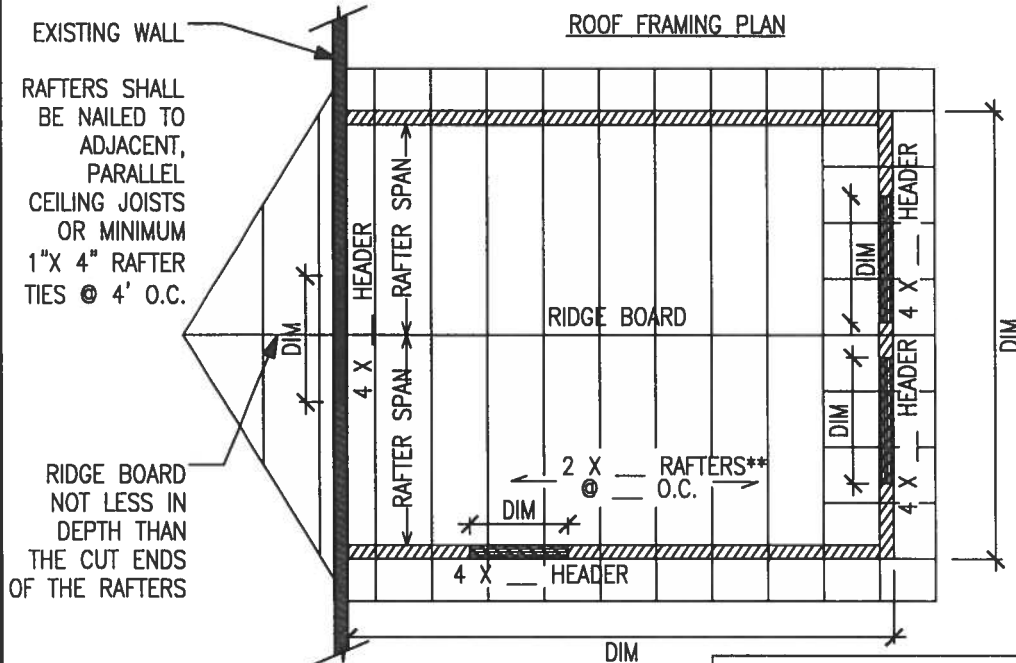 ROOF FRAMING PLAN
EXISTING WALL
RAFTERS SHALL
BE NAILED TO
ADJACENT,
PARALLEL
CEILING JOISTS
OR MINIMUM
1"X 4" RAFTER
TIES @ 4' O.C.
RIDGE BOARD
NOT LESS IN
DEPTH THAN
THE CUT ENDS
OF THE RAFTERS
DIM
4 X __ HEADER
RAFTER SPAN
RAFTER SPAN
RIDGE BOARD
2 X __ RAFTERS**
@ __ O.C.
DIM
4 X __ HEADER
DIM
4 X __ HEADER
DIM
4 X __ HEADER
DIM
DIM